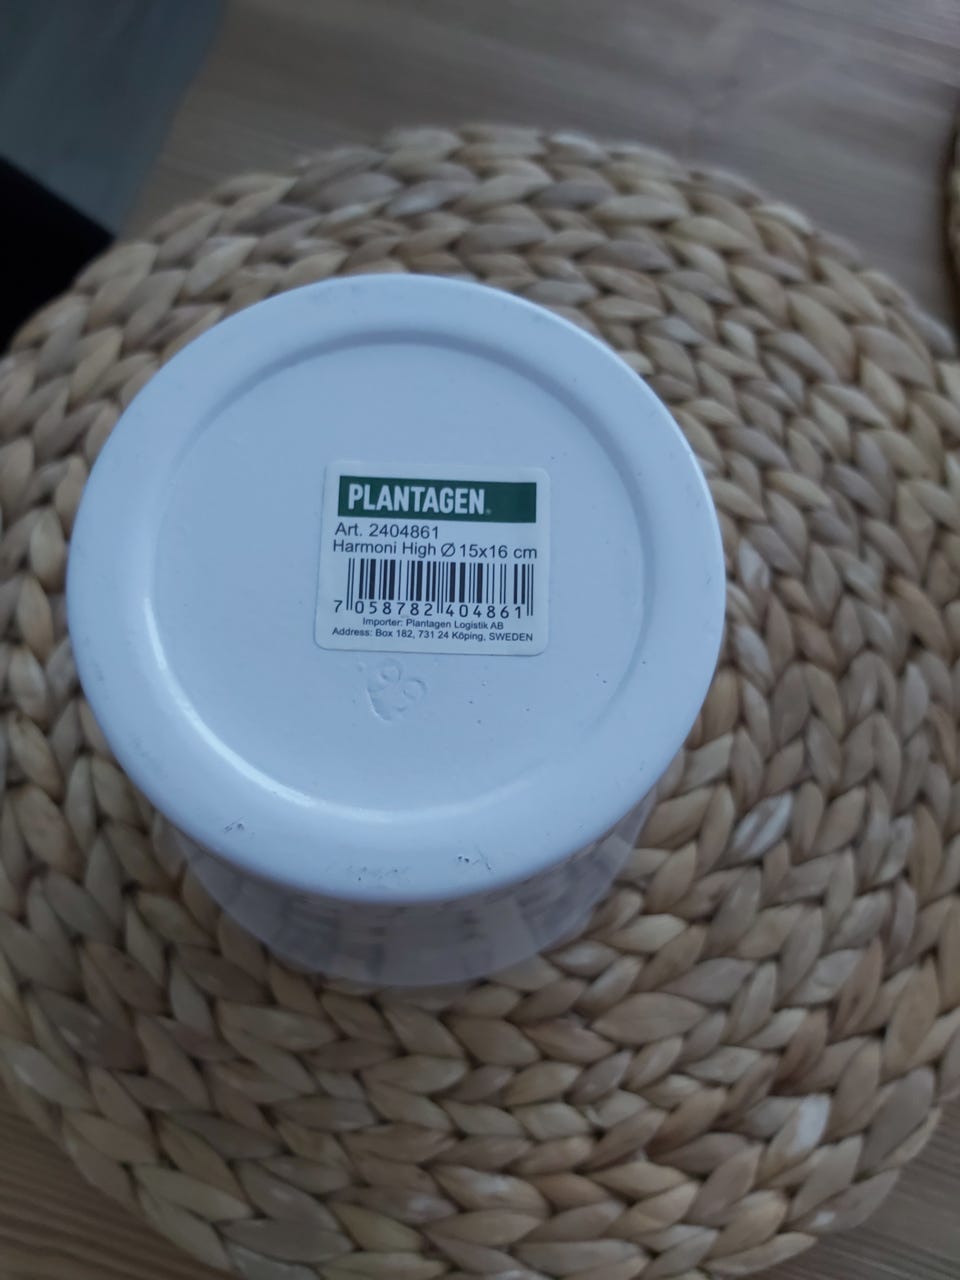 PLANTAGEN®
Art. 2404861
Harmoni High Ø 15x16 cm
7 058782 404861
Importer: Plantagen Logistik AB
Address: Box 182, 731 24 Köping, SWEDEN